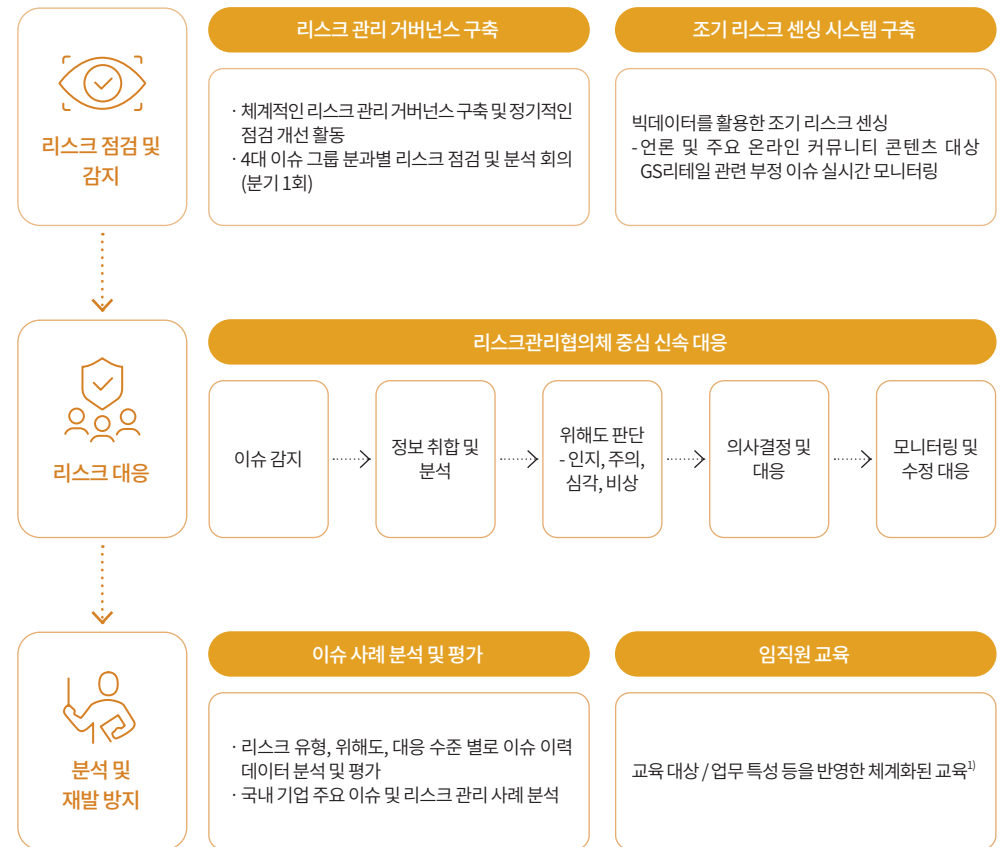 리스크 점검 및
감지
리스크 관리 거버넌스 구축
· 체계적인 리스크 관리 거버넌스 구축 및 정기적인
점검 개선 활동
· 4대 이슈 그룹 분과별 리스크 점검 및 분석 회의
(분기 1회)
조기 리스크 센싱 시스템 구축
빅데이터를 활용한 조기 리스크 센싱
- 언론 및 주요 온라인 커뮤니티 콘텐츠 대상
GS리테일 관련 부정 이슈 실시간 모니터링
리스크 대응
리스크관리협의체 중심 신속 대응
이슈 감지
정보 취합 및
분석
위해도 판단
- 인지, 주의,
심각, 비상
의사결정 및
대응
모니터링 및
수정 대응
분석 및
재발 방지
이슈 사례 분석 및 평가
· 리스크 유형, 위해도, 대응 수준 별로 이슈 이력
데이터 분석 및 평가
· 국내 기업 주요 이슈 및 리스크 관리 사례 분석
임직원 교육
교육 대상 / 업무 특성 등을 반영한 체계화된 교육1)